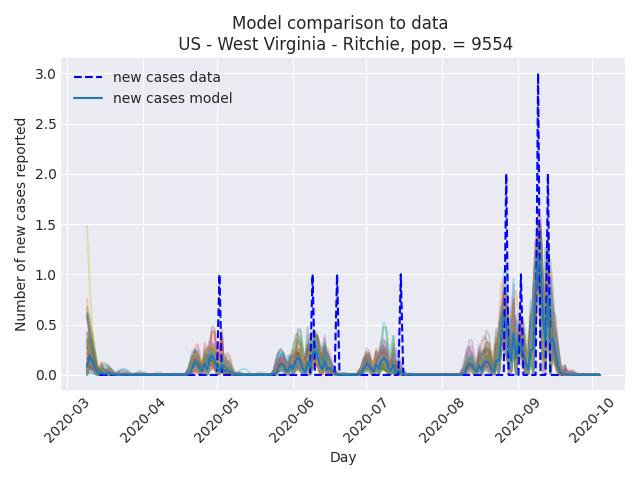 Model comparison to data
US - West Virginia - Ritchie, pop. = 9554
new cases data
new cases model
Number of new cases reported
3.0
2.5
2.0
1.5
1.0
0.5
0.0
2020-03
2020-04
2020-05
2020-06
2020-07
2020-08
2020-09
2020-10
Day